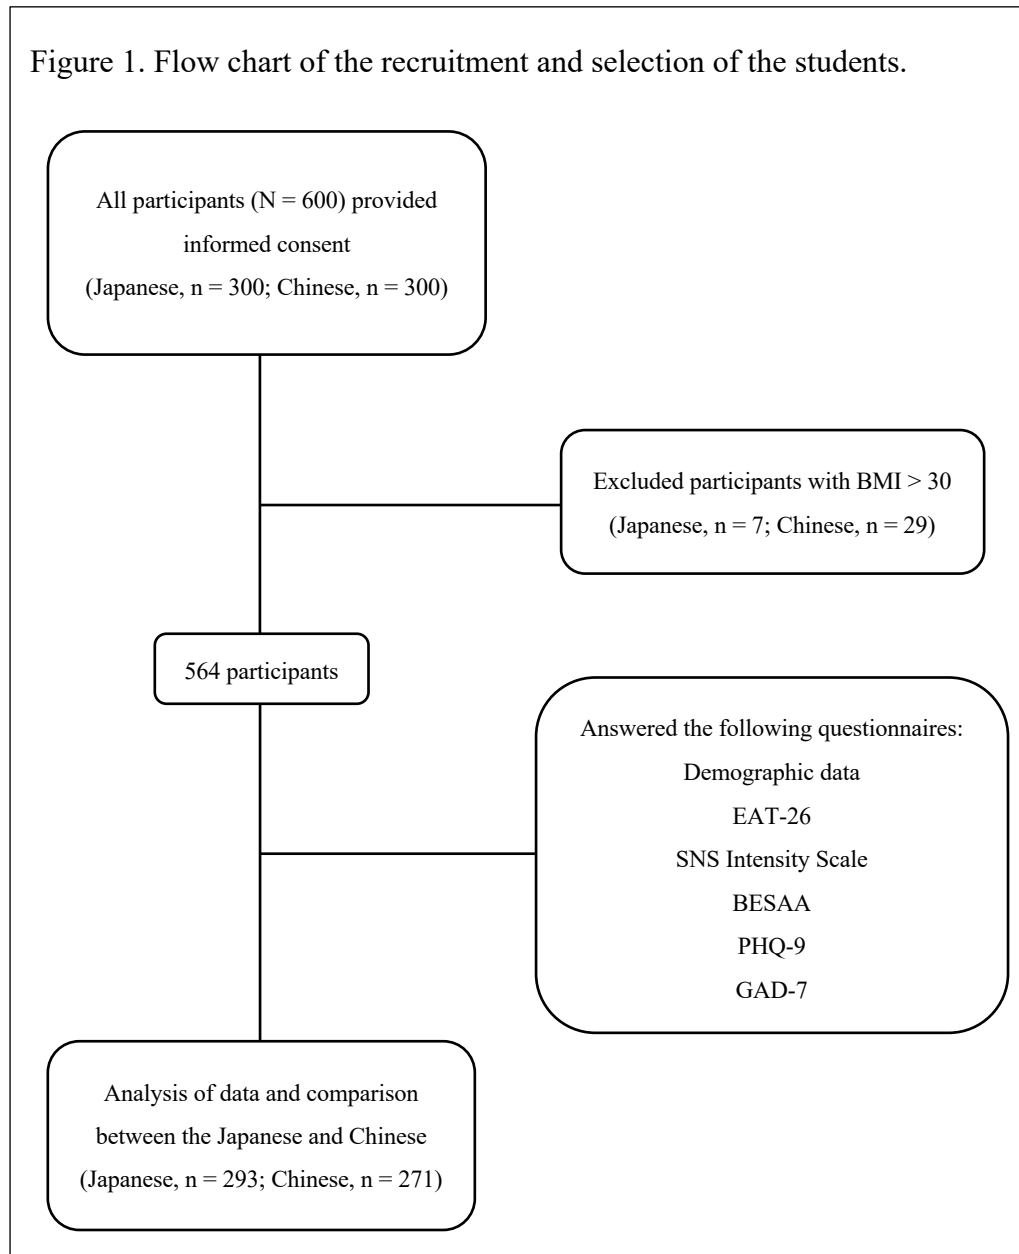 Figure 1. Flow chart of the recruitment and selection of the students.
All participants (N = 600) provided
informed consent
(Japanese, n = 300; Chinese, n = 300)
Excluded participants with BMI > 30
(Japanese, n = 7; Chinese, n = 29)
564 participants
Answered the following questionnaires:
Demographic data
EAT-26
SNS Intensity Scale
BESAA
PHQ-9
GAD-7
Analysis of data and comparison
between the Japanese and Chinese
(Japanese, n = 293; Chinese, n = 271)